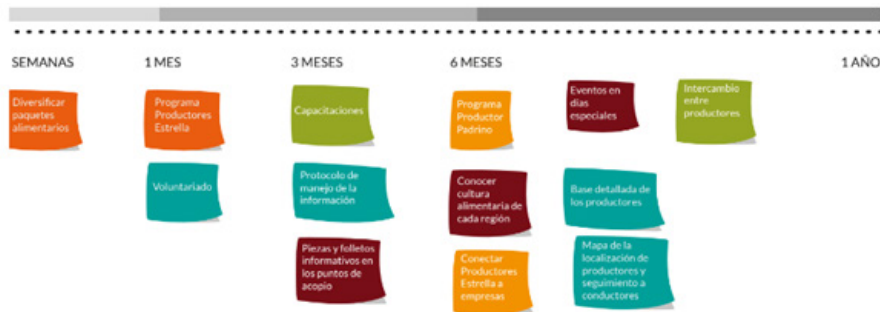 SEMANAS
1 MES
3 MESES
6 MESES
1 AÑO
Diversificar
paquetes
alimentarios
Programa
Productores
Estrella
Capacitaciones
Programa
Productor
Padrino
Eventos en
días
especiales
Intercambio
entre
productores
Voluntariado
Protocolo de
manejo de la
información
Conocer
cultura
alimentaria de
cada región
Base detallada de
los productores
Piezas y folletos
informativos en
los puntos de
acopio
Conectar
Productores
Estrella a
empresas
Mapa de la
localización de
productores y
seguimiento a
conductores